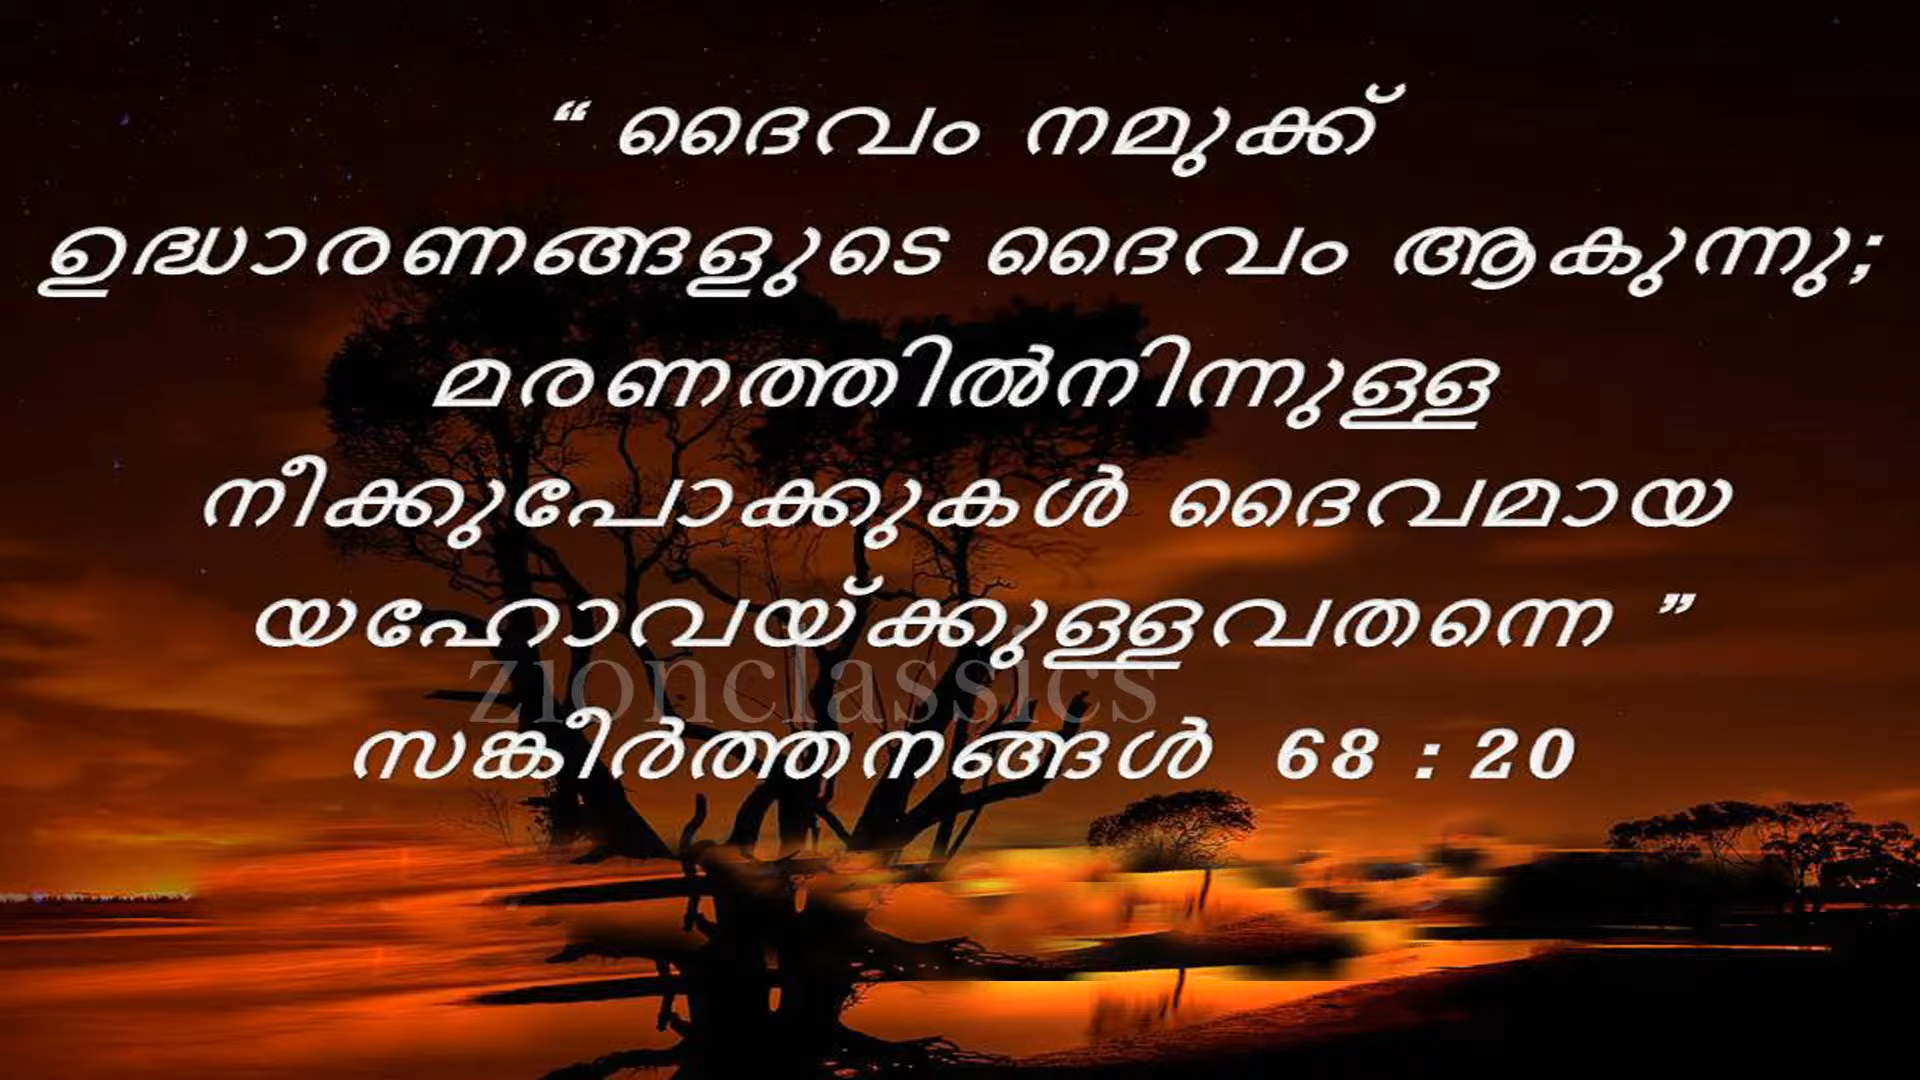 “ ദൈവം നമുക്ക്
ഉദ്ധാരണങ്ങളുടെ ദൈവം ആകുന്നു;
മരണത്തിൽനിന്നുള്ള
നീക്കുപോക്കുകൾ ദൈവമായ
യഹോവയ്ക്കുള്ളവതന്നെ ”
zionclassics
സങ്കീർത്തനങ്ങൾ 68 : 20